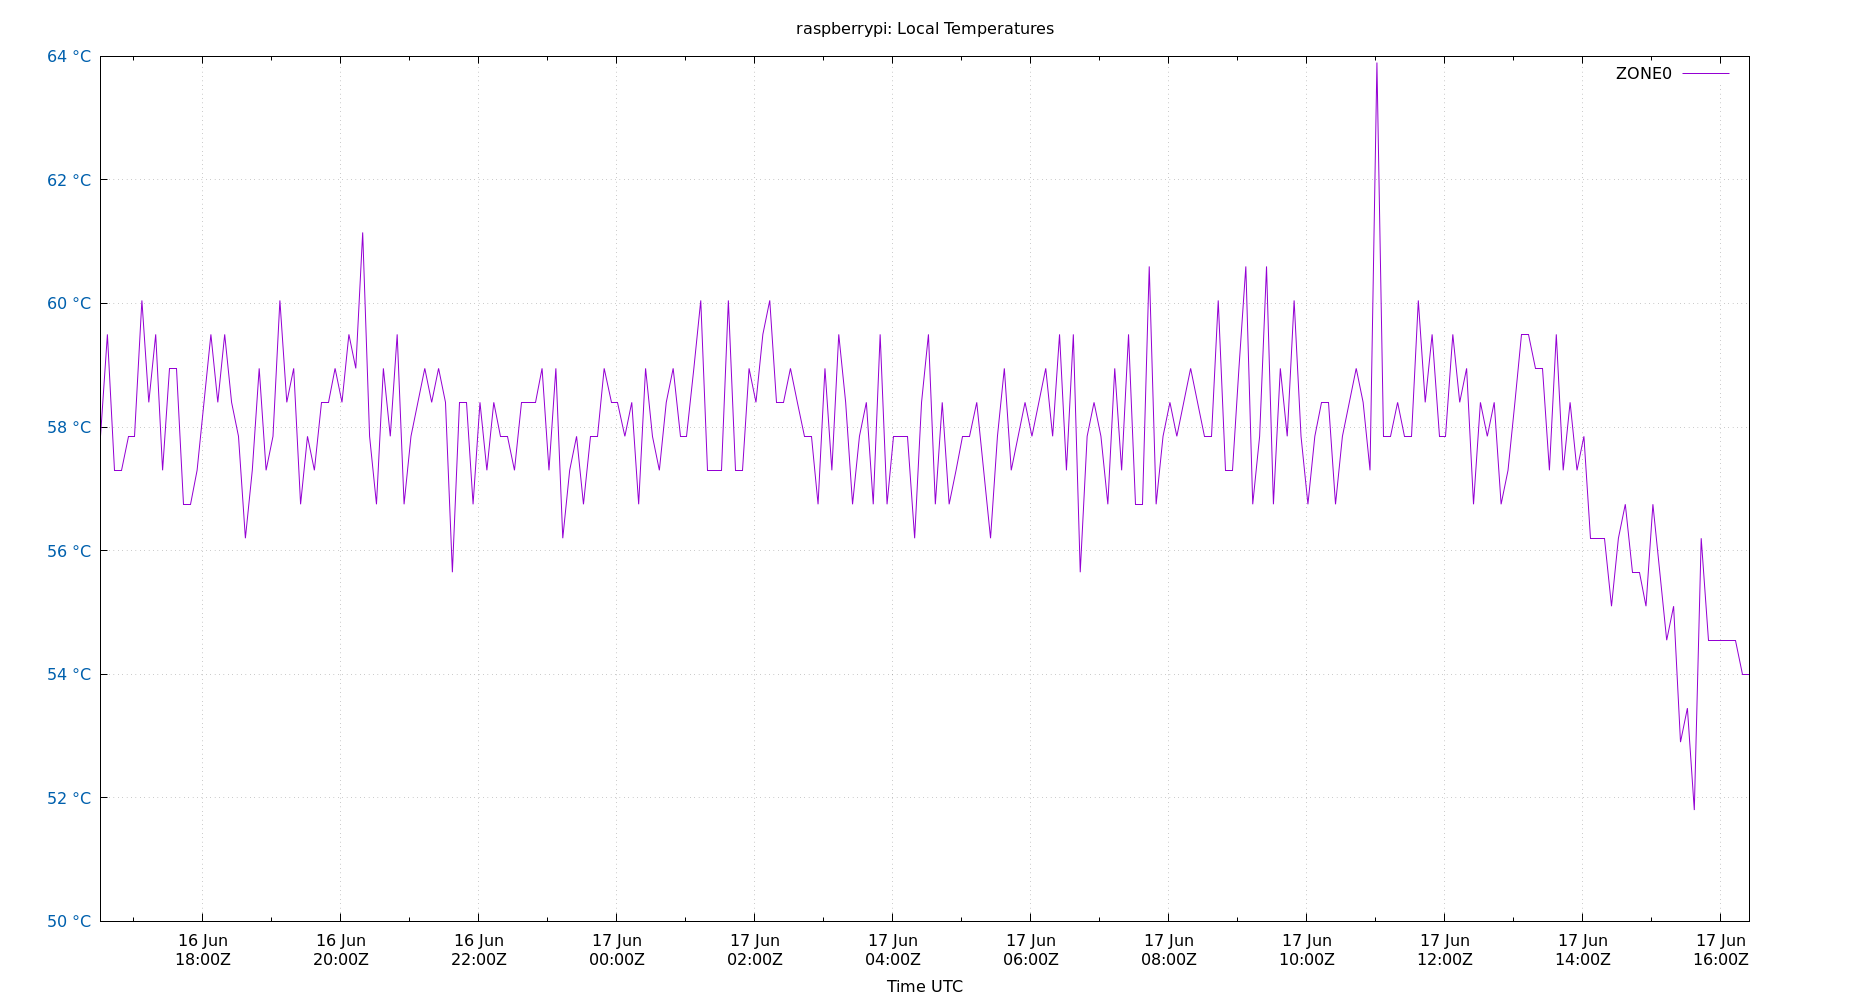 raspberrypi: Local Temperatures
64 °C
ZONE0
62 °C
60 °C
58 °C
56 °C
54 °C
52 °C
50 °C
16 Jun 16 Jun 16 Jun 17 Jun 17 Jun 17 Jun 17 Jun 17 Jun 17 Jun 17 Jun 17 Jun 17 Jun
18:00Z 20:00Z 22:00Z 00:00Z 02:00Z 04:00Z 06:00Z 08:00Z 10:00Z 12:00Z 14:00Z 16:00Z
Time UTC